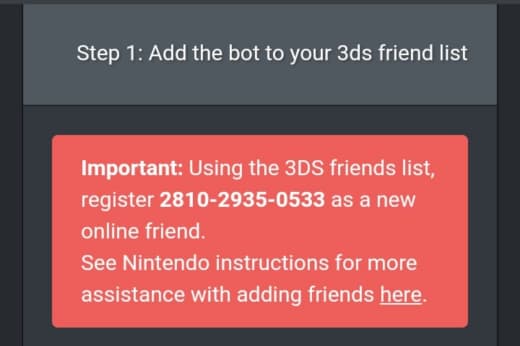 Step 1: Add the bot to your 3ds friend list
Important: Using the 3DS friends list,
register 2810-2935-0533 as a new
online friend.
See Nintendo instructions for more
assistance with adding friends here.